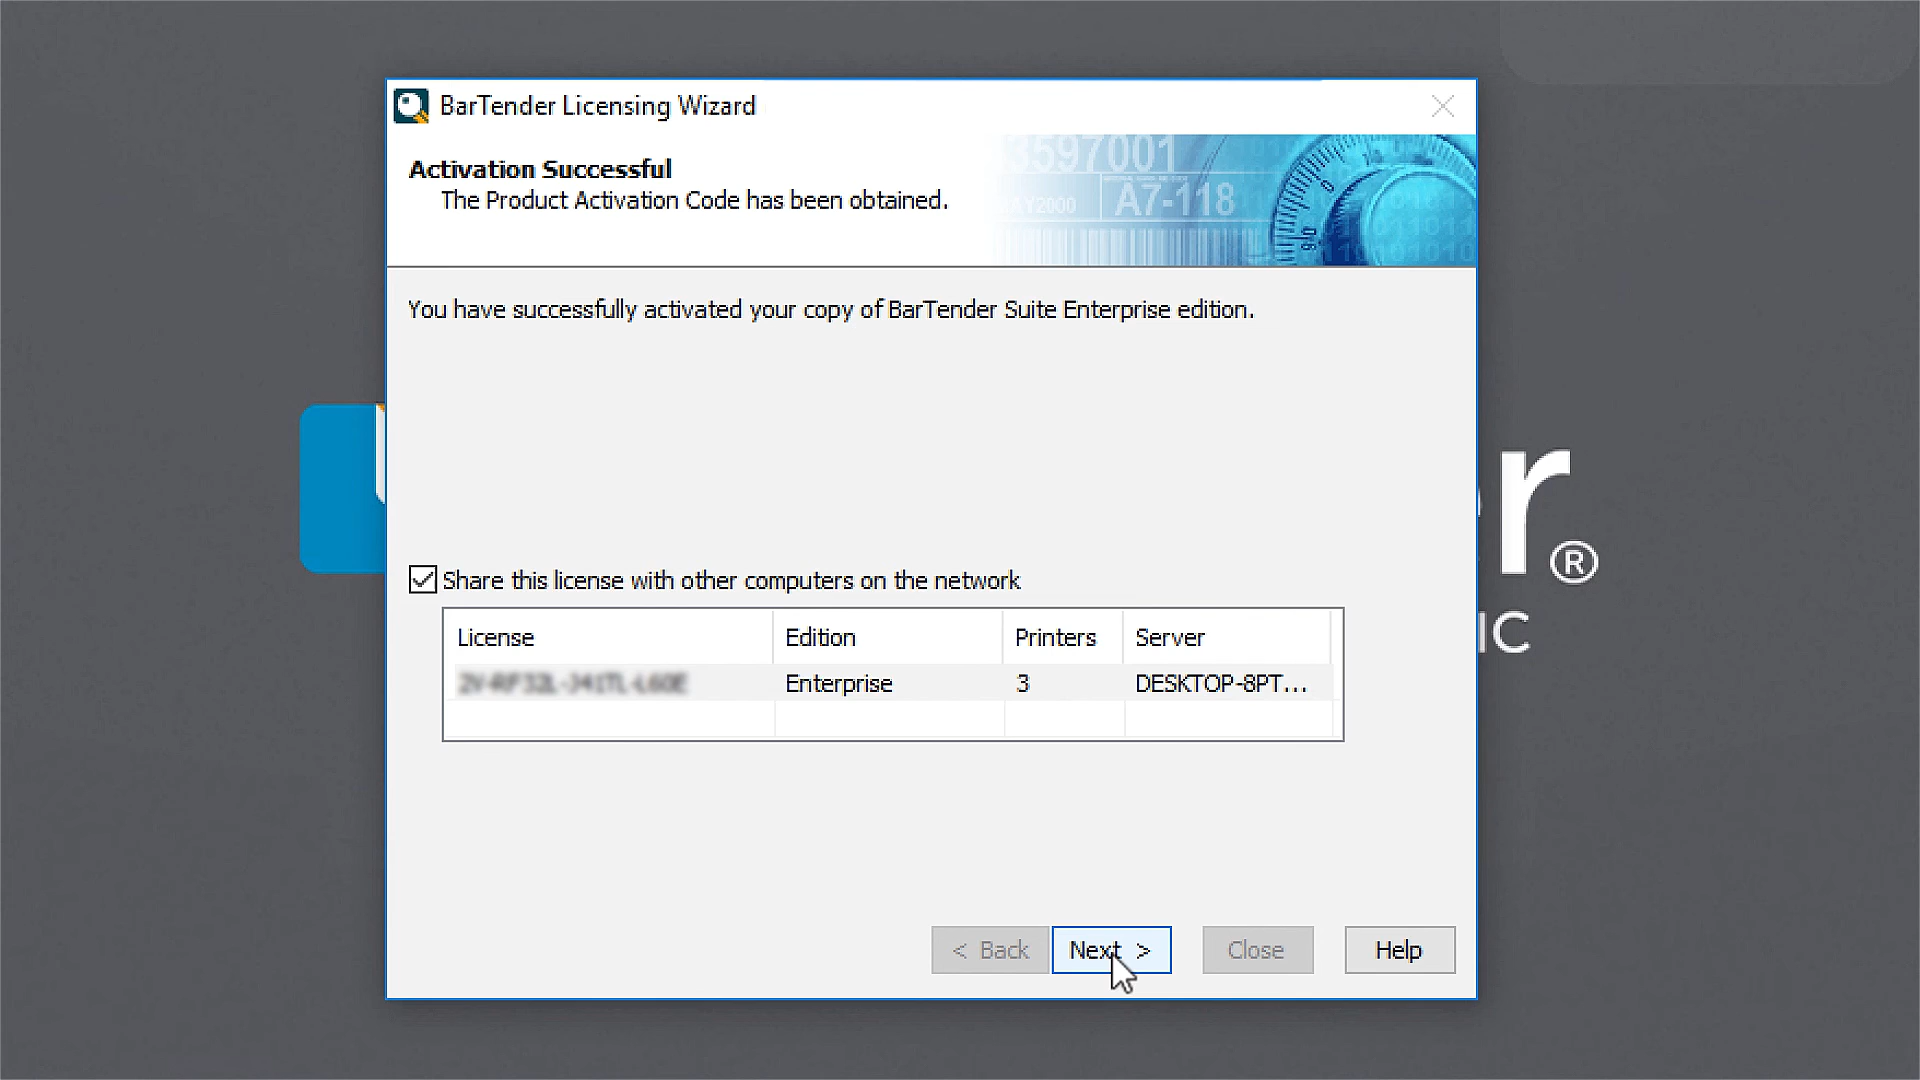 BarTender Licensing Wizard
Activation Successful
The Product Activation Code has been obtained.
3597001
A7-118
You have successfully activated your copy of BarTender Suite Enterprise edition.
r®
IC
Share this license with other computers on the network
License Edition Printers Server
Enterprise 3 DESKTOP-8PT...
< Back Next > Close Help